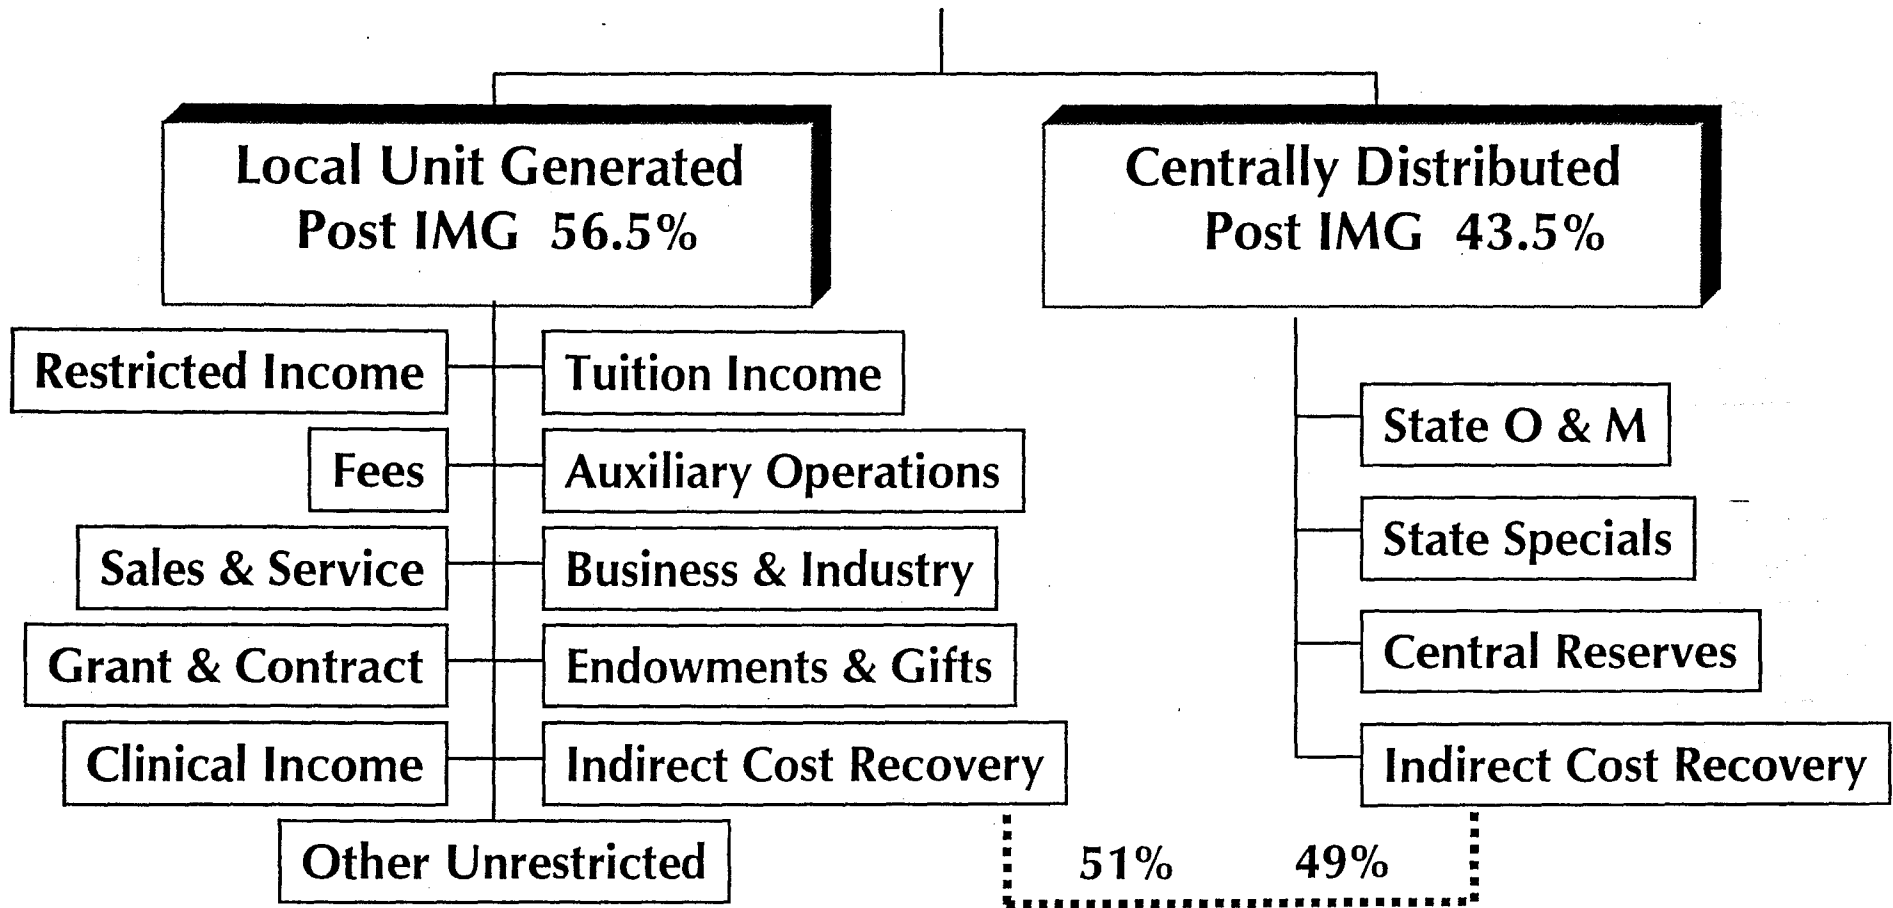 Local Unit Generated
Post IMG 56.5%
Centrally Distributed
Post IMG 43.5%
Restricted Income
Tuition Income
Fees
Auxiliary Operations
Sales & Service
Business & Industry
Grant & Contract
Endowments & Gifts
Clinical Income
Indirect Cost Recovery
Other Unrestricted
State O & M
State Specials
Central Reserves
Indirect Cost Recovery
51% 49%